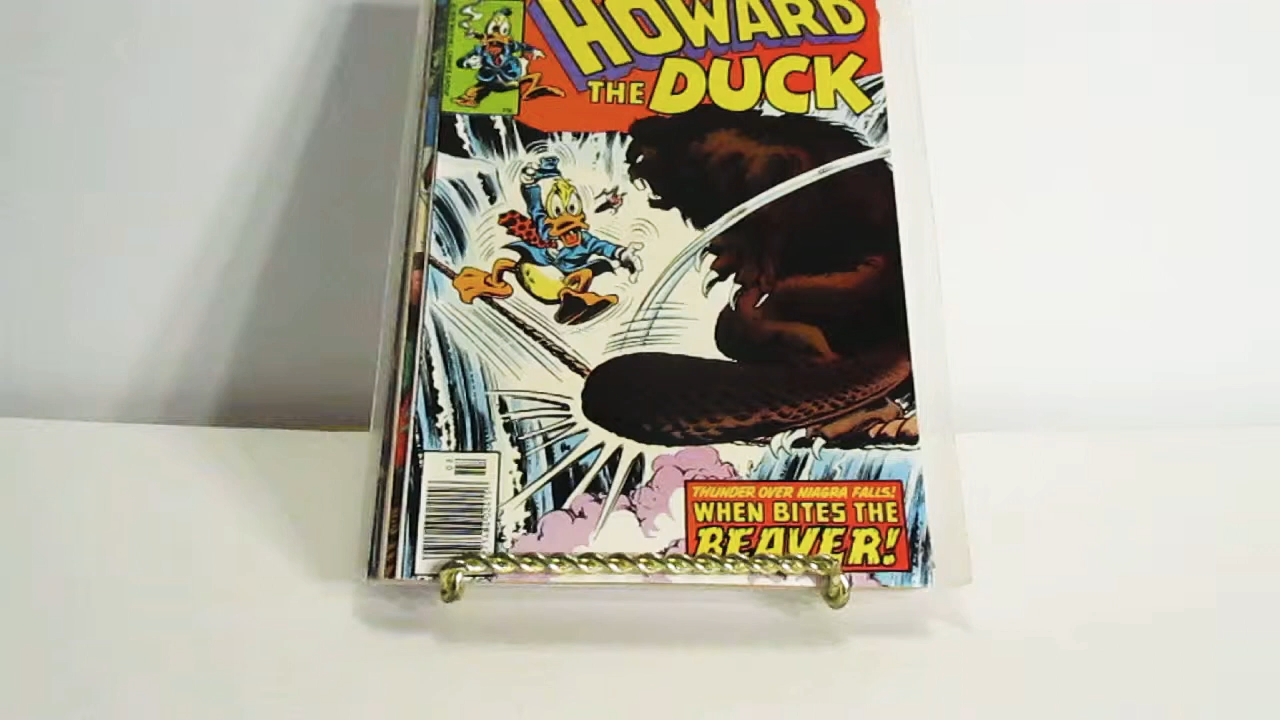 HOWARD
THE DUCK
THUNDER OVER NIAGRA FALLS!
WHEN BITES THE
BEAVER!